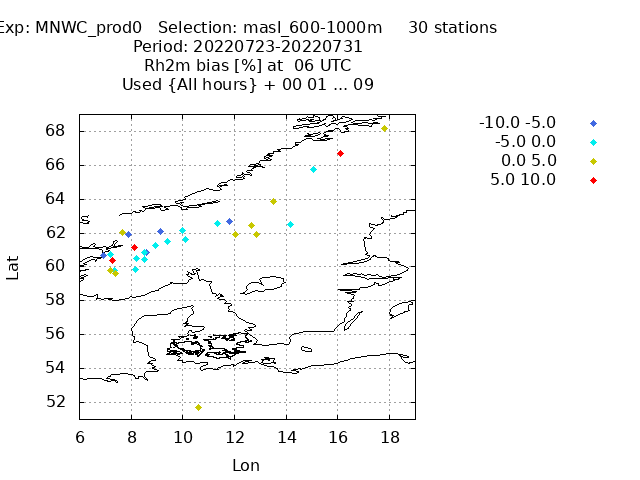 Exp: MNWC_prod0   Selection: masl_600-1000m     30 stations
Period: 20220723-20220731
Rh2m bias [%] at  06 UTC
Used {All hours} + 00 01 ... 09
-10.0 -5.0
-5.0 0.0
0.0 5.0
5.0 10.0
68
66
64
62
60
58
56
54
52
Lat
6 8 10 12 14 16 18
Lon